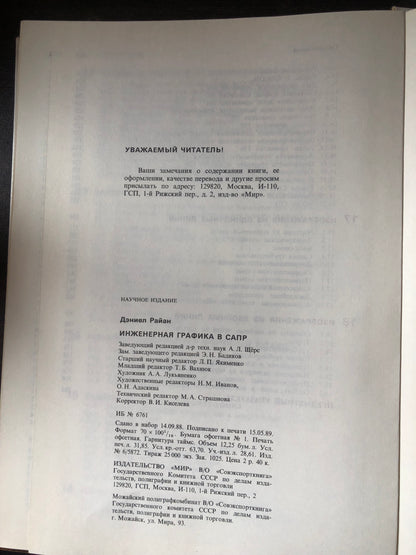 УВАЖАЕМЫЙ ЧИТАТЕЛЬ!
Ваши замечания о содержании книги, ее
оформлении, качестве перевода и другие просим
присылать по адресу: 129820, Москва, И-110,
ГСП, 1-й Рижский пер., д. 2, изд-во «Мир».
НАУЧНОЕ ИЗДАНИЕ
Дэниел Райан
ИНЖЕНЕРНАЯ ГРАФИКА В САПР
Заведующий редакцией д-р техн. наук А. Л. Щёрс
Зам. заведующего редакцией Э. Н. Бадиков
Старший научный редактор Л. П. Якименко
Младший редактор Т. Б. Вазююк
Художник А. А. Лукьяненко
Художественные редакторы Н. М. Иванов,
О. Н. Адаскина
Технический редактор М. А. Страшнова
Корректор В. И. Киселева
ИБ № 6761
Сдано в набор 14.09.88. Подписано к печати 15.05.89.
Формат 70 × 100¹/₁₆. Бумага офсетная № 1. Печать
офсетная. Гарнитура таймс. Объем 12,25 бум. л. Усл.
печ. л. 31,85. Усл. кр.-отт. 63,70. Уч.-изд. л. 28,61. Изд.
№ 6/5872. Тираж 25 000 экз. Зак. 1025. Цена 2 р. 40 к.
ИЗДАТЕЛЬСТВО «МИР» В/О «Совэкспорткнига»
Государственного Комитета СССР по делам изда-
тельств, полиграфии и книжной торговли.
129820, ГСП, Москва, И-110, 1-й Рижский пер., 2
Можайский полиграфкомбинат В/О «Совэкспорткнига»
Государственного комитета СССР по делам изда-
тельств, полиграфии и книжной торговли.
г. Можайск, ул. Мира, 93.